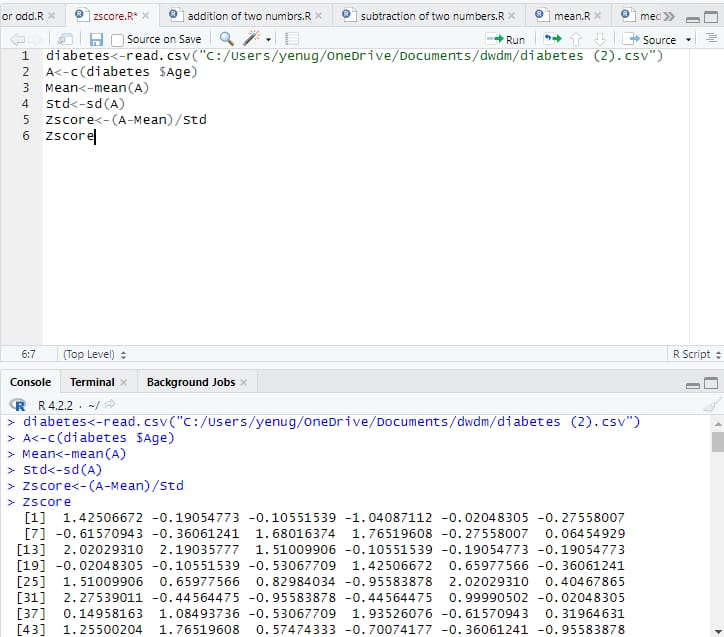 or odd.R
zscore.R*
addition of two numbrs.R
subtraction of two numbers.R
mean.R
med
Source on Save
Run
Source
1 diabetes<-read.csv("C:/Users/yenug/OneDrive/Documents/dwdm/diabetes (2).csv")
2 A<-c(diabetes $Age)
3 Mean<-mean(A)
4 Std<-sd(A)
5 Zscore<-(A-Mean)/Std
6 Zscore
6:7 (Top Level) R Script
Console Terminal Background Jobs
R R 4.2.2 · ~/
> diabetes<-read.csv("C:/Users/yenug/OneDrive/Documents/dwdm/diabetes (2).csv")
> A<-c(diabetes $Age)
> Mean<-mean(A)
> Std<-sd(A)
> Zscore<-(A-Mean)/Std
> Zscore
[1] 1.42506672 -0.19054773 -0.10551539 -1.04087112 -0.02048305 -0.27558007
[7] -0.61570943 -0.36061241 1.68016374 1.76519608 -0.27558007 0.06454929
[13] 2.02029310 2.19035777 1.51009906 -0.10551539 -0.19054773 -0.19054773
[19] -0.02048305 -0.10551539 -0.53067709 1.42506672 0.65977566 -0.36061241
[25] 1.51009906 0.65977566 0.82984034 -0.95583878 2.02029310 0.40467865
[31] 2.27539011 -0.44564475 -0.95583878 -0.44564475 0.99990502 -0.02048305
[37] 0.14958163 1.08493736 -0.53067709 1.93526076 -0.61570943 0.31964631
[43] 1.25500204 1.76519608 0.57474333 -0.70074177 -0.36061241 -0.95583878